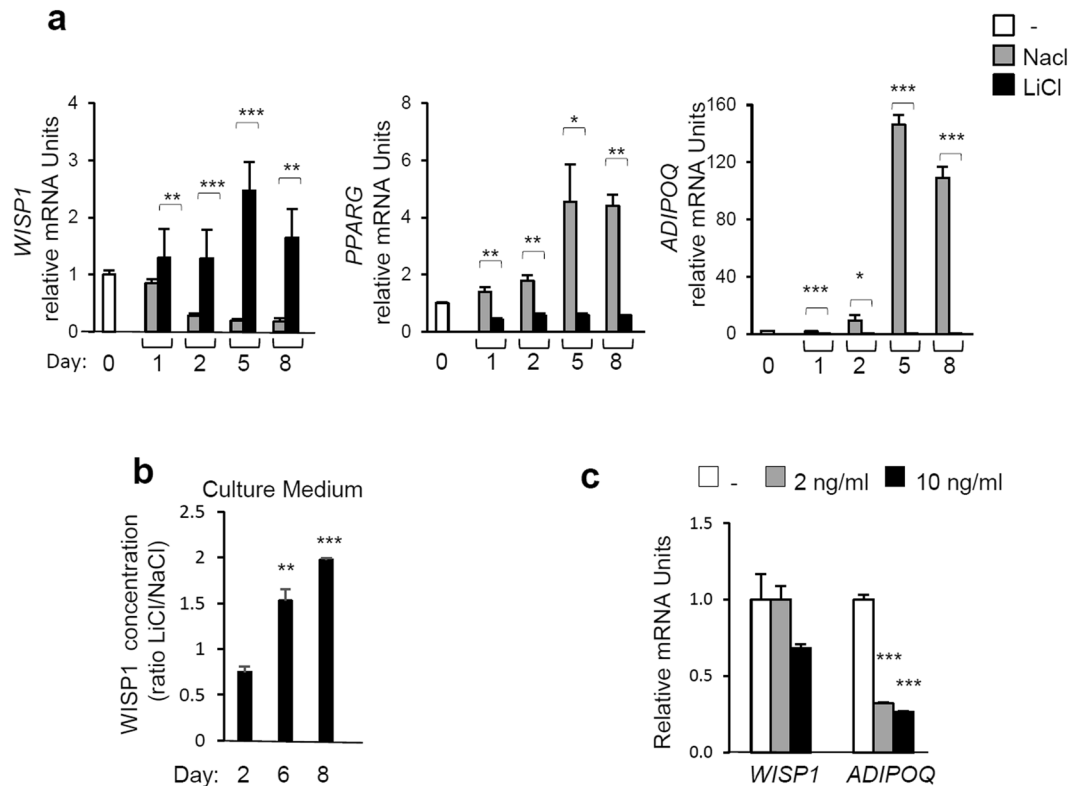 a
-
Nacl
LiCl
WISP1
relative mRNA Units
4
3
2
1
0
** *** *** **
Day: 0 1 2 5 8
PPARG
relative mRNA Units
8
6
4
2
0
** ** * **
0 1 2 5 8
ADIPOQ
relative mRNA Units
160
120
80
40
0
*** * *** ***
0 1 2 5 8
b
Culture Medium
WISP1 concentration
(ratio LiCl/NaCl)
2.5
2
1.5
1
0.5
0
** ***
Day: 2 6 8
c
- 2 ng/ml 10 ng/ml
Relative mRNA Units
1.5
1.0
0.5
0.0
***
***
WISP1 ADIPOQ